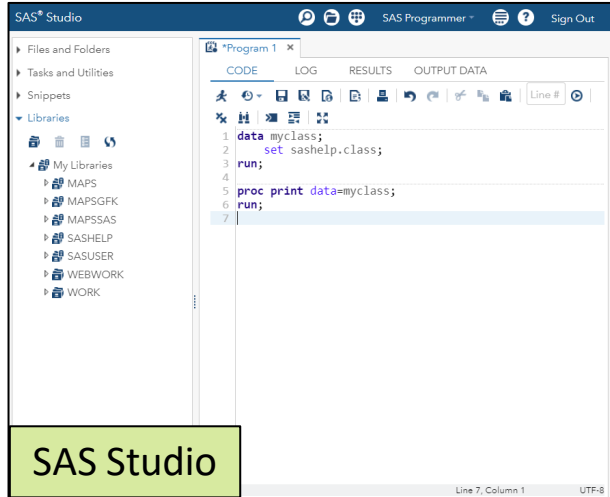 SAS® Studio
SAS Programmer
?
Sign Out
Files and Folders
Tasks and Utilities
Snippets
Libraries
My Libraries
MAPS
MAPSGFK
MAPSSAS
SASHELP
SASUSER
WEBWORK
WORK
*Program 1 ×
CODE LOG RESULTS OUTPUT DATA
Line #
1 data myclass;
2 set sashelp.class;
3 run;
4
5 proc print data=myclass;
6 run;
7
SAS Studio
Line 7, Column 1 UTF-8